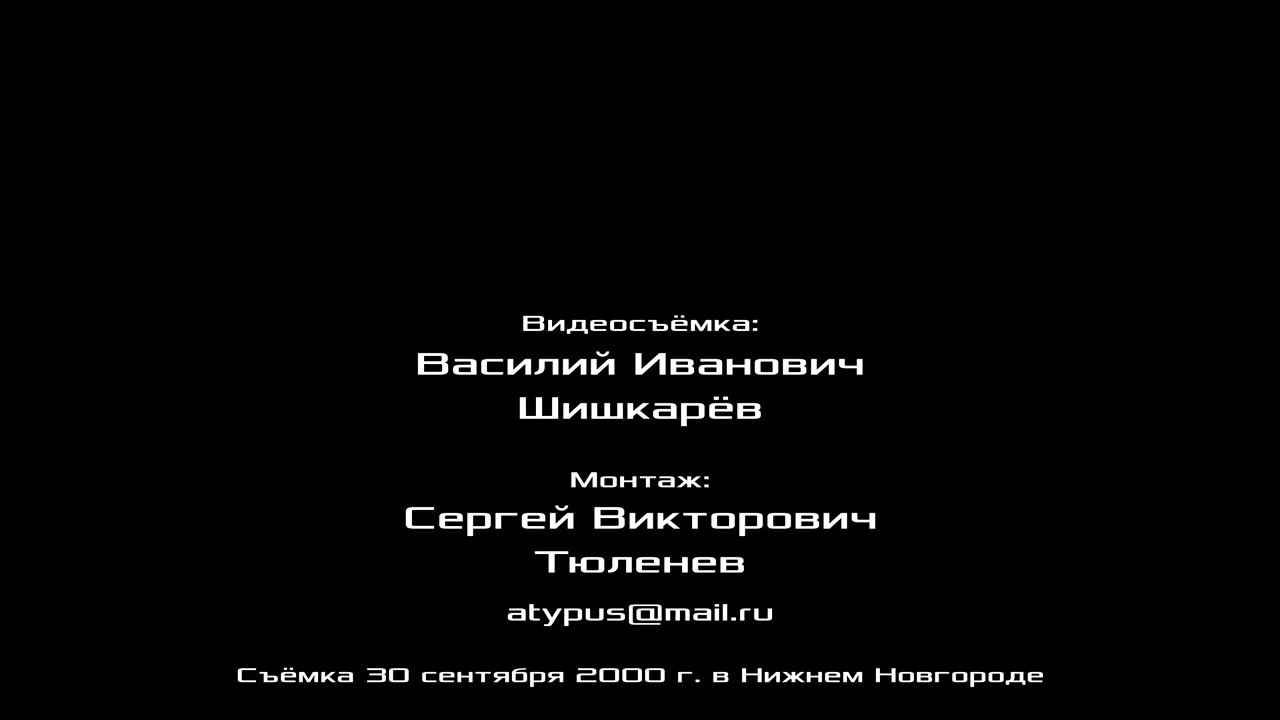 Видеосъёмка:
Василий Иванович
Шишкарёв
Монтаж:
Сергей Викторович
Тюленев
atypus@mail.ru
Съёмка 30 сентября 2000 г. в Нижнем Новгороде